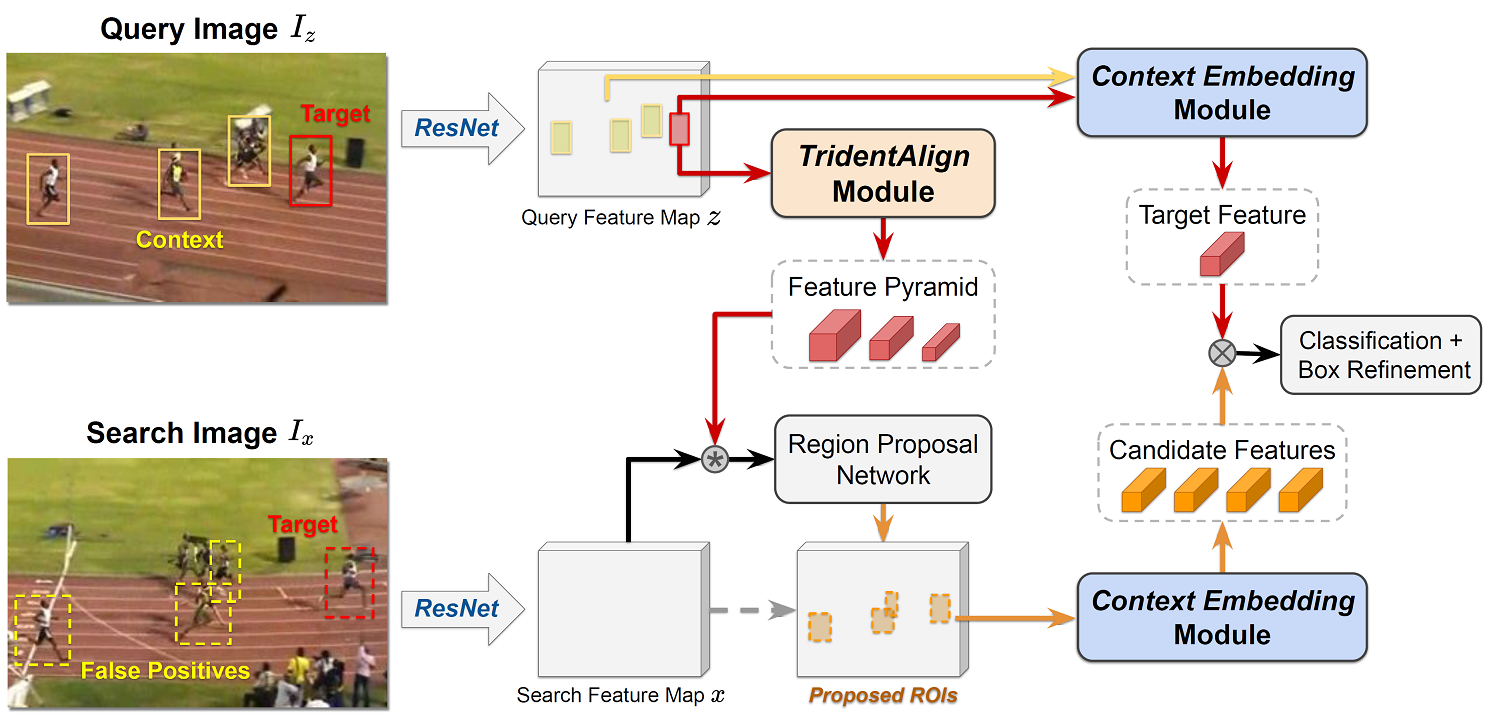 Query Image I_z
Target
Context
ResNet
Query Feature Map z
TridentAlign
Module
Context Embedding
Module
Feature Pyramid
Target Feature
Classification +
Box Refinement
Search Image I_x
Target
False Positives
ResNet
Search Feature Map x
*
Region Proposal
Network
Proposed ROIs
Candidate Features
Context Embedding
Module